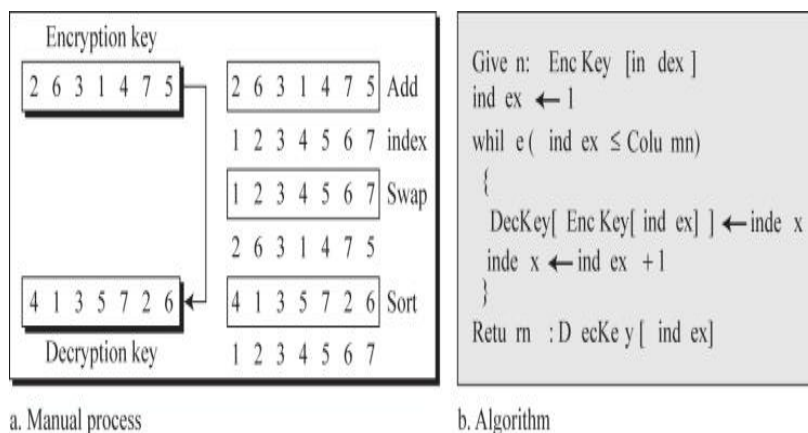 Encryption key
2 6 3 1 4 7 5
Decryption key
4 1 3 5 7 2 6
2 6 3 1 4 7 5 Add
1 2 3 4 5 6 7 index
1 2 3 4 5 6 7 Swap
2 6 3 1 4 7 5
4 1 3 5 7 2 6 Sort
1 2 3 4 5 6 7
a. Manual process
Give n: Enc Key [in dex ]
ind ex ← 1
whil e ( ind ex ≤ Colu mn)
{
DecKey[ Enc Key[ ind ex] ] ← inde x
inde x ← ind ex + 1
}
Retu rn : D ecKe y [ ind ex]
b. Algorithm